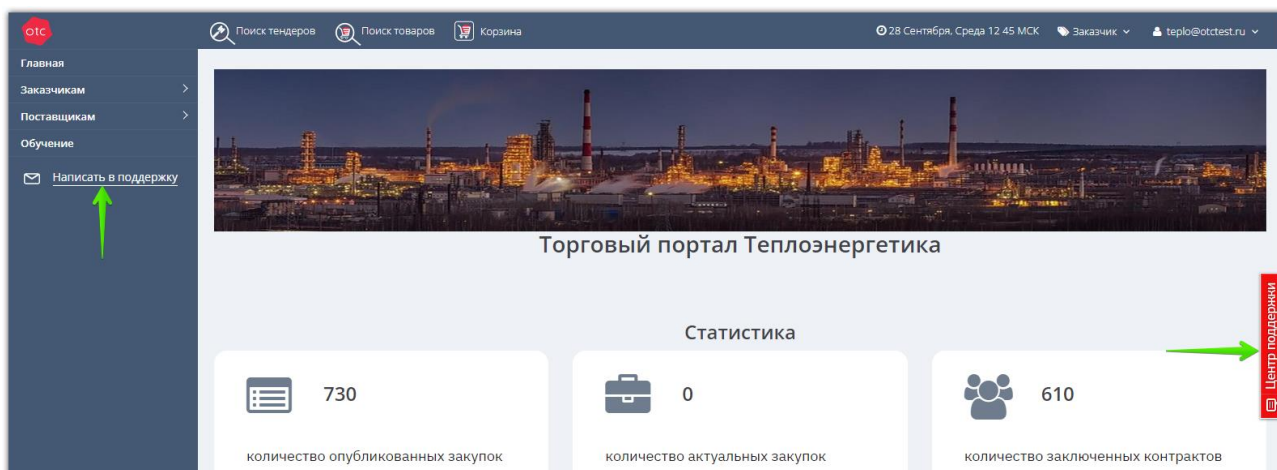 otc
Поиск тендеров
Поиск товаров
Корзина
28 Сентября, Среда 12 45 МСК
Заказчик
teplo@otctest.ru
Главная
Заказчикам
Поставщикам
Обучение
Написать в поддержку
Торговый портал Теплоэнергетика
Центр поддержки
Статистика
730
0
610
количество опубликованных закупок
количество актуальных закупок
количество заключенных контрактов